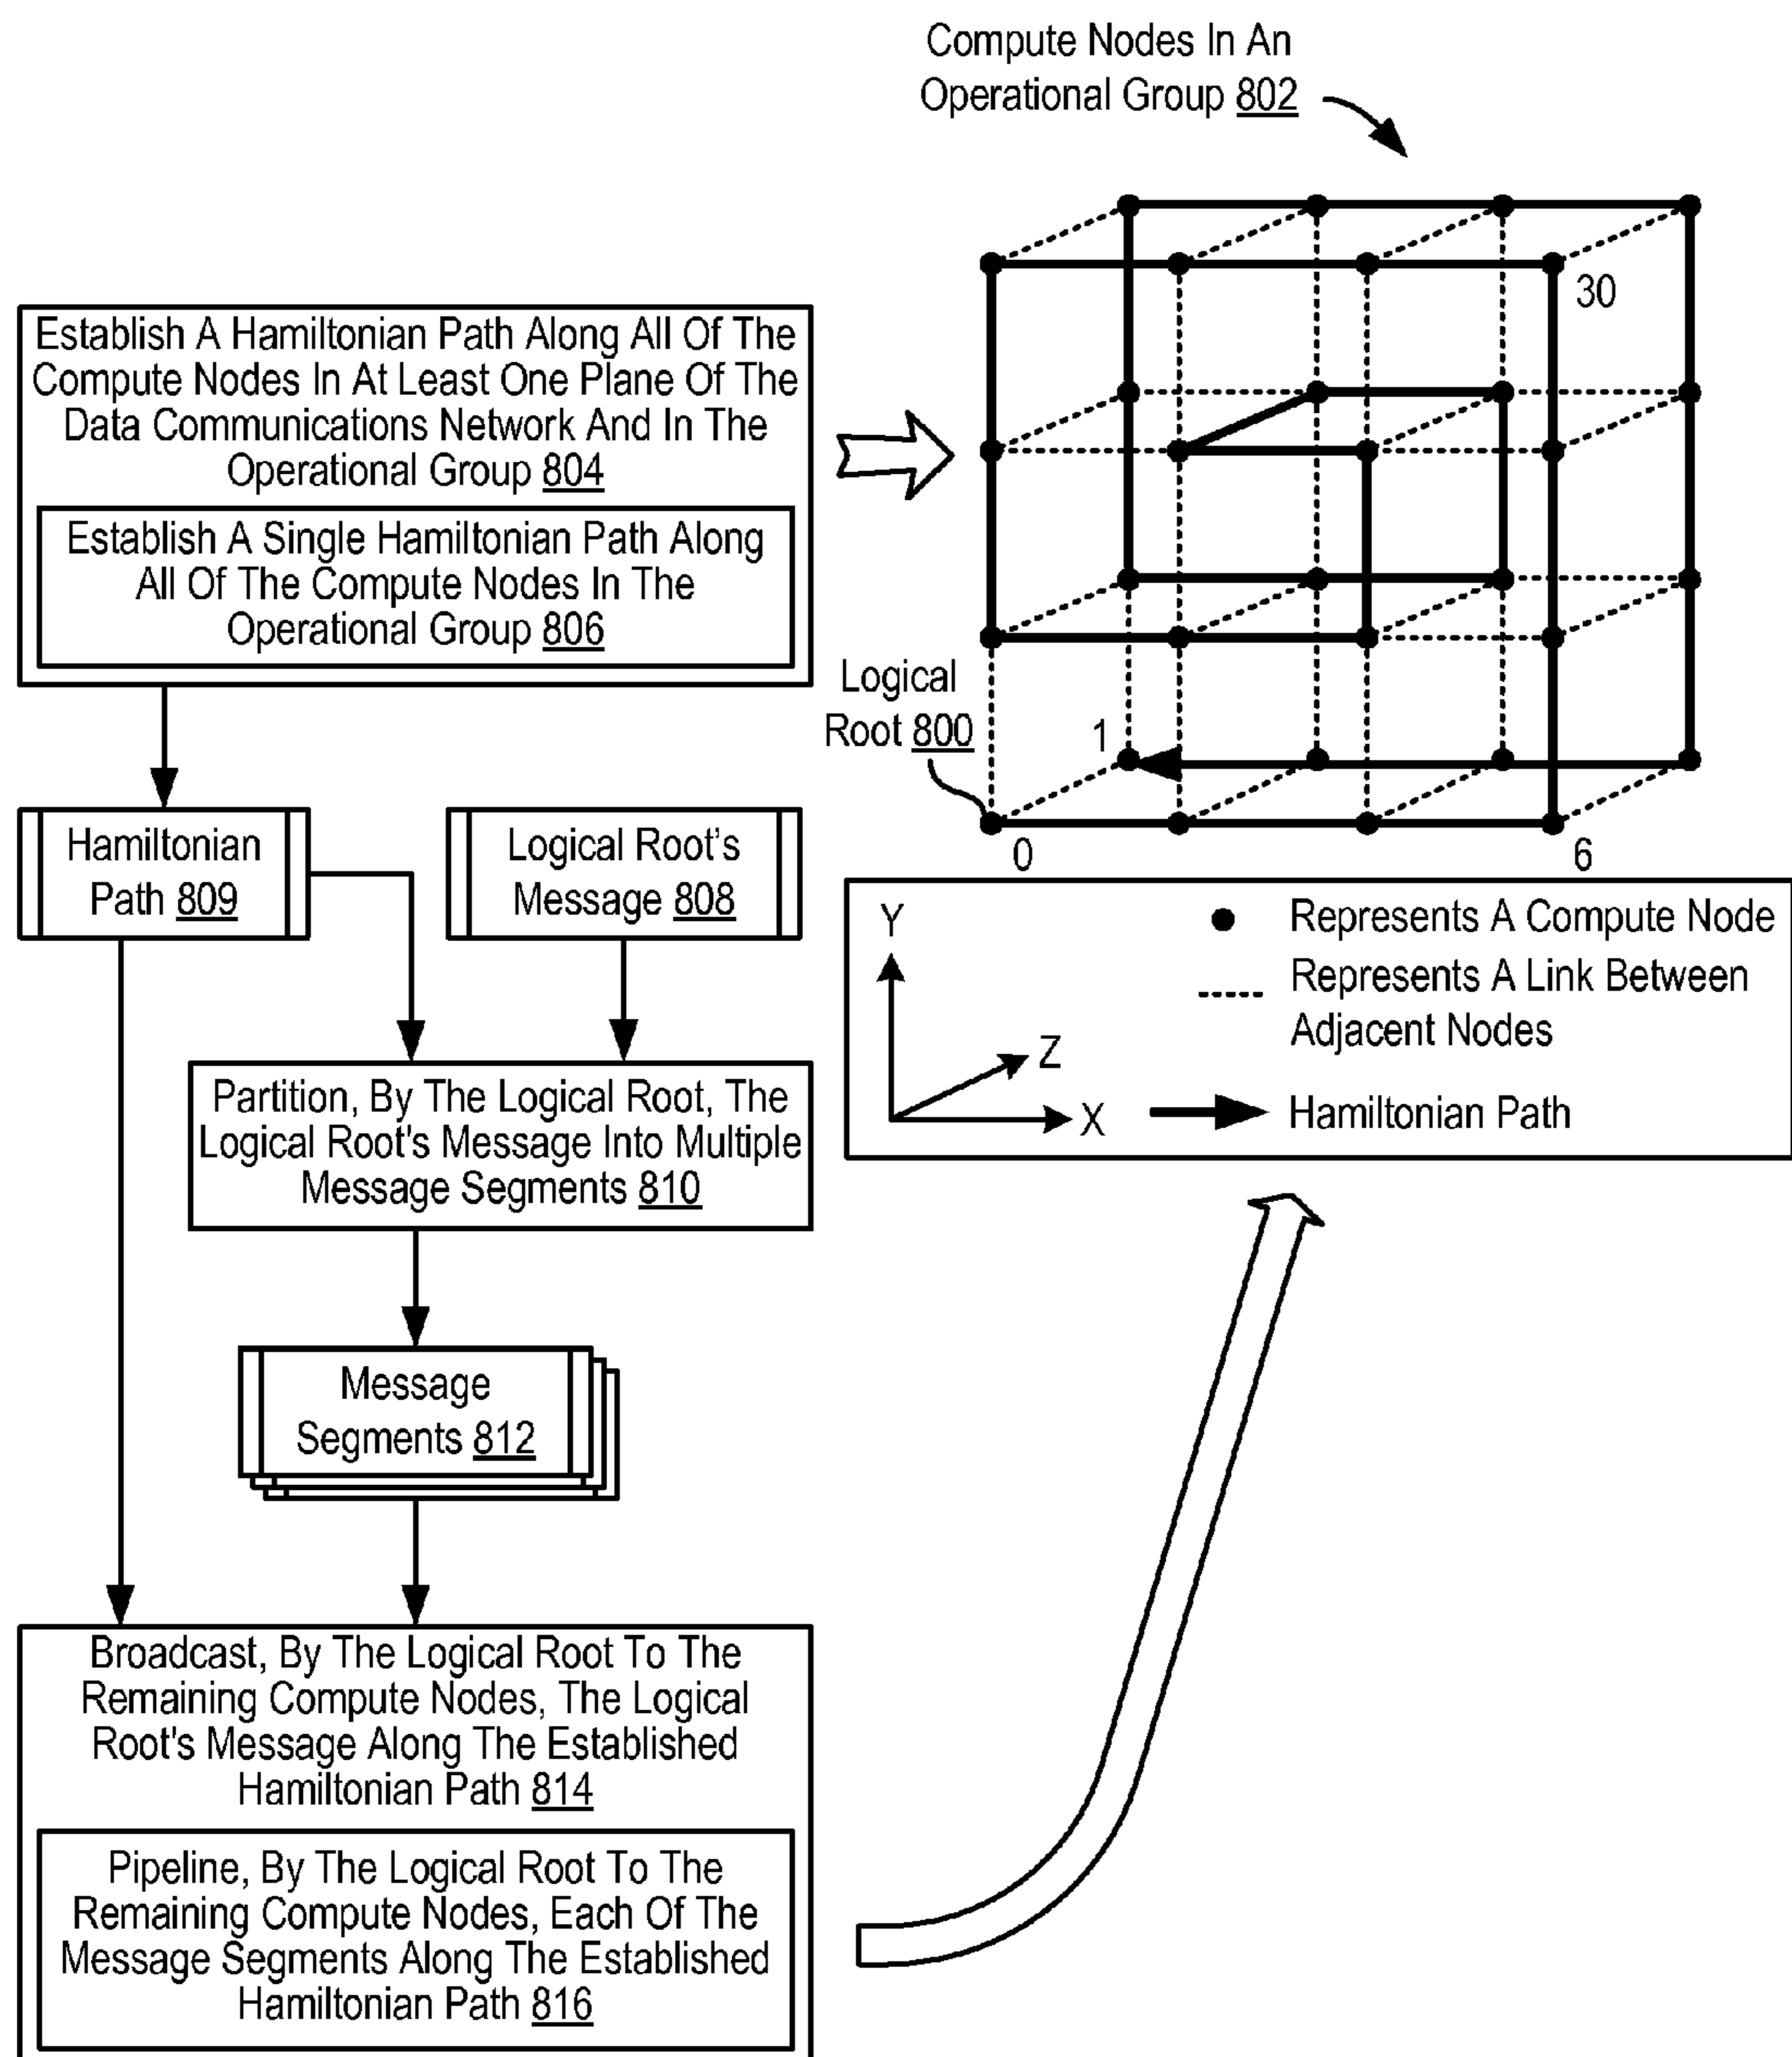 Compute Nodes In An
Operational Group 802
30
Establish A Hamiltonian Path Along All Of The
Compute Nodes In At Least One Plane Of The
Data Communications Network And In The
Operational Group 804
Establish A Single Hamiltonian Path Along
All Of The Compute Nodes In The
Operational Group 806
Logical
Root 800
1
0
6
Hamiltonian
Path 809
Logical Root's
Message 808
Y
Z
X
Represents A Compute Node
Represents A Link Between
Adjacent Nodes
Hamiltonian Path
Partition, By The Logical Root, The
Logical Root's Message Into Multiple
Message Segments 810
Message
Segments 812
Broadcast, By The Logical Root To The
Remaining Compute Nodes, The Logical
Root's Message Along The Established
Hamiltonian Path 814
Pipeline, By The Logical Root To The
Remaining Compute Nodes, Each Of The
Message Segments Along The Established
Hamiltonian Path 816